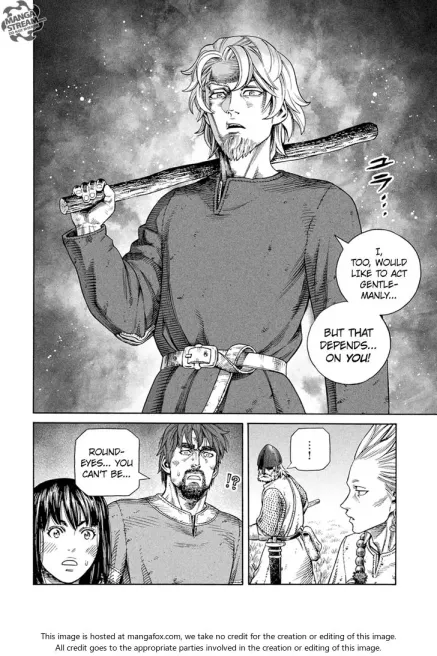 MANGA
STREAM
ユラ…
I,
TOO, WOULD
LIKE TO ACT
GENTLE-
MANLY...
BUT THAT
DEPENDS...
ON YOU!
ROUND-
EYES... YOU
CAN'T BE...
!?
...!
This image is hosted at mangafox.com, we take no credit for the creation or editing of this image.
All credit goes to the appropriate parties involved in the creation or editing of this image.